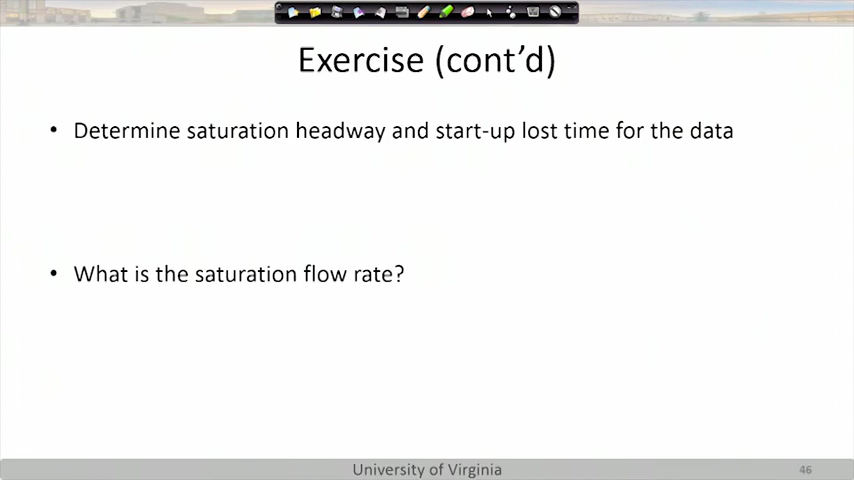 Exercise (cont'd)
• Determine saturation headway and start-up lost time for the data
• What is the saturation flow rate?
University of Virginia
46